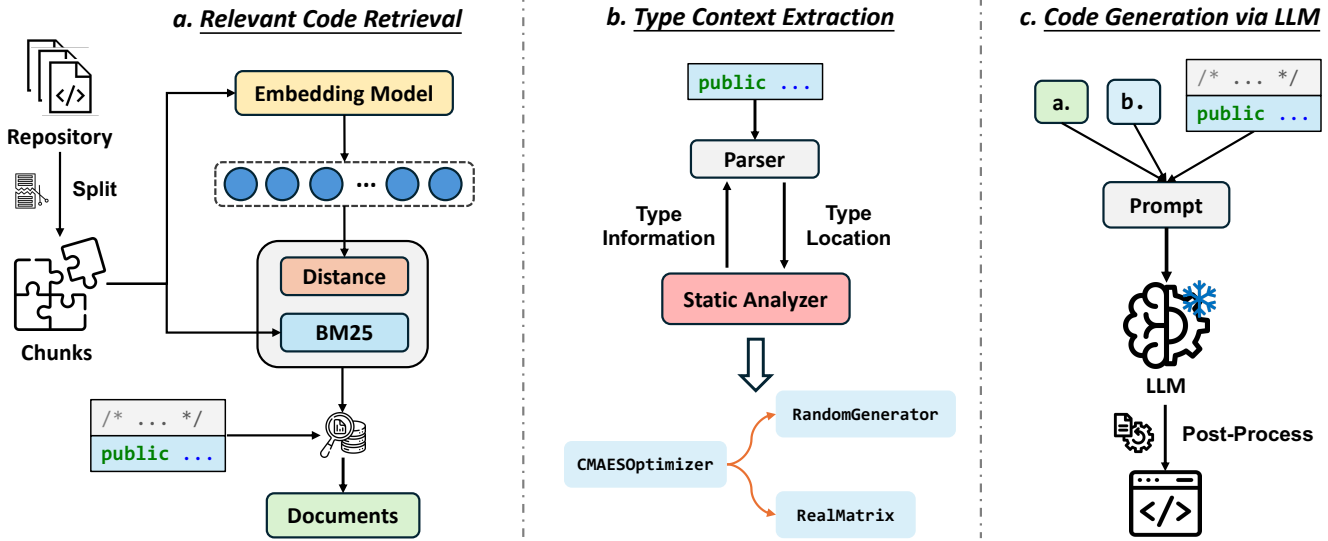 a. Relevant Code Retrieval
Repository
Split
Chunks
Embedding Model
...
Distance
BM25
/* ... */
public ...
Documents
b. Type Context Extraction
public ...
Parser
Type
Information
Type
Location
Static Analyzer
CMAESOptimizer
RandomGenerator
RealMatrix
c. Code Generation via LLM
a.
b.
/* ... */
public ...
Prompt
LLM
Post-Process